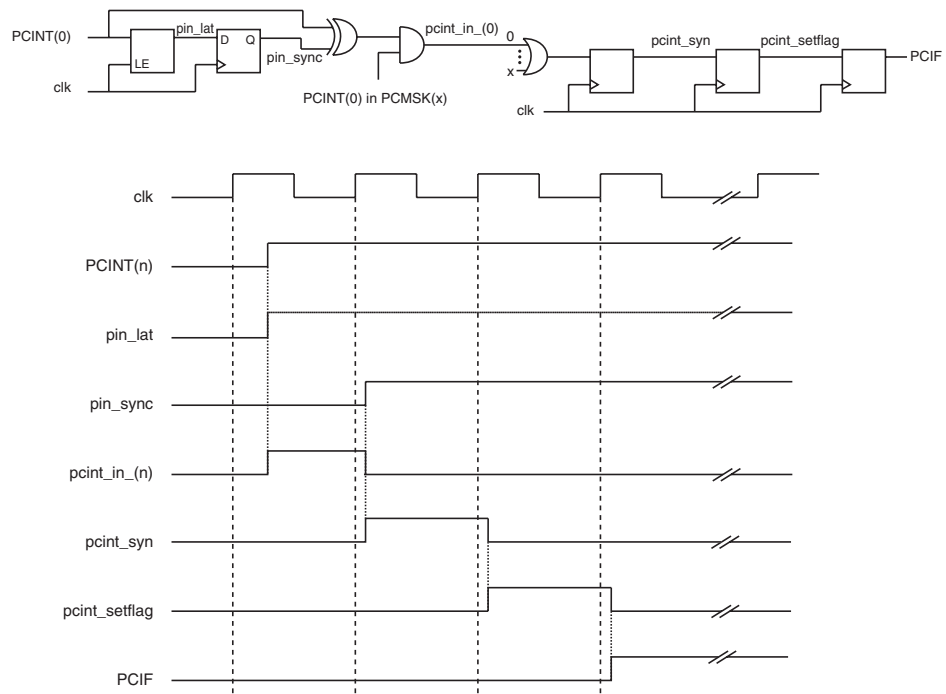 PCINT(0)
pin_lat
D Q
LE
pin_sync
clk
pcint_in_(0)
0
x
PCINT(0) in PCMSK(x)
pcint_syn
pcint_setflag
PCIF
clk
clk
PCINT(n)
pin_lat
pin_sync
pcint_in_(n)
pcint_syn
pcint_setflag
PCIF